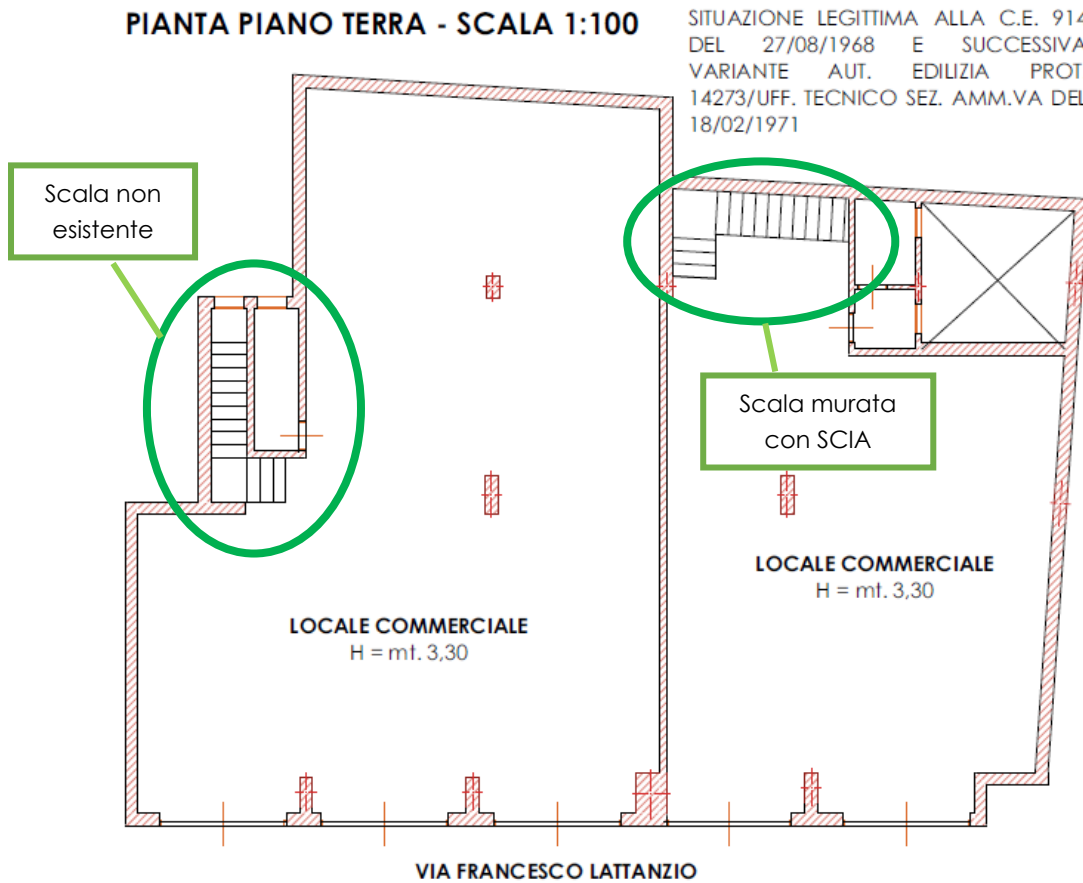 PIANTA PIANO TERRA - SCALA 1:100
SITUAZIONE LEGITTIMA ALLA C.E. 914
DEL 27/08/1968 E SUCCESSIVA
VARIANTE AUT. EDILIZIA PROT
14273/UFF. TECNICO SEZ. AMM.VA DEL
18/02/1971
Scala non
esistente
Scala murata
con SCIA
LOCALE COMMERCIALE
H = mt. 3,30
LOCALE COMMERCIALE
H = mt. 3,30
VIA FRANCESCO LATTANZIO